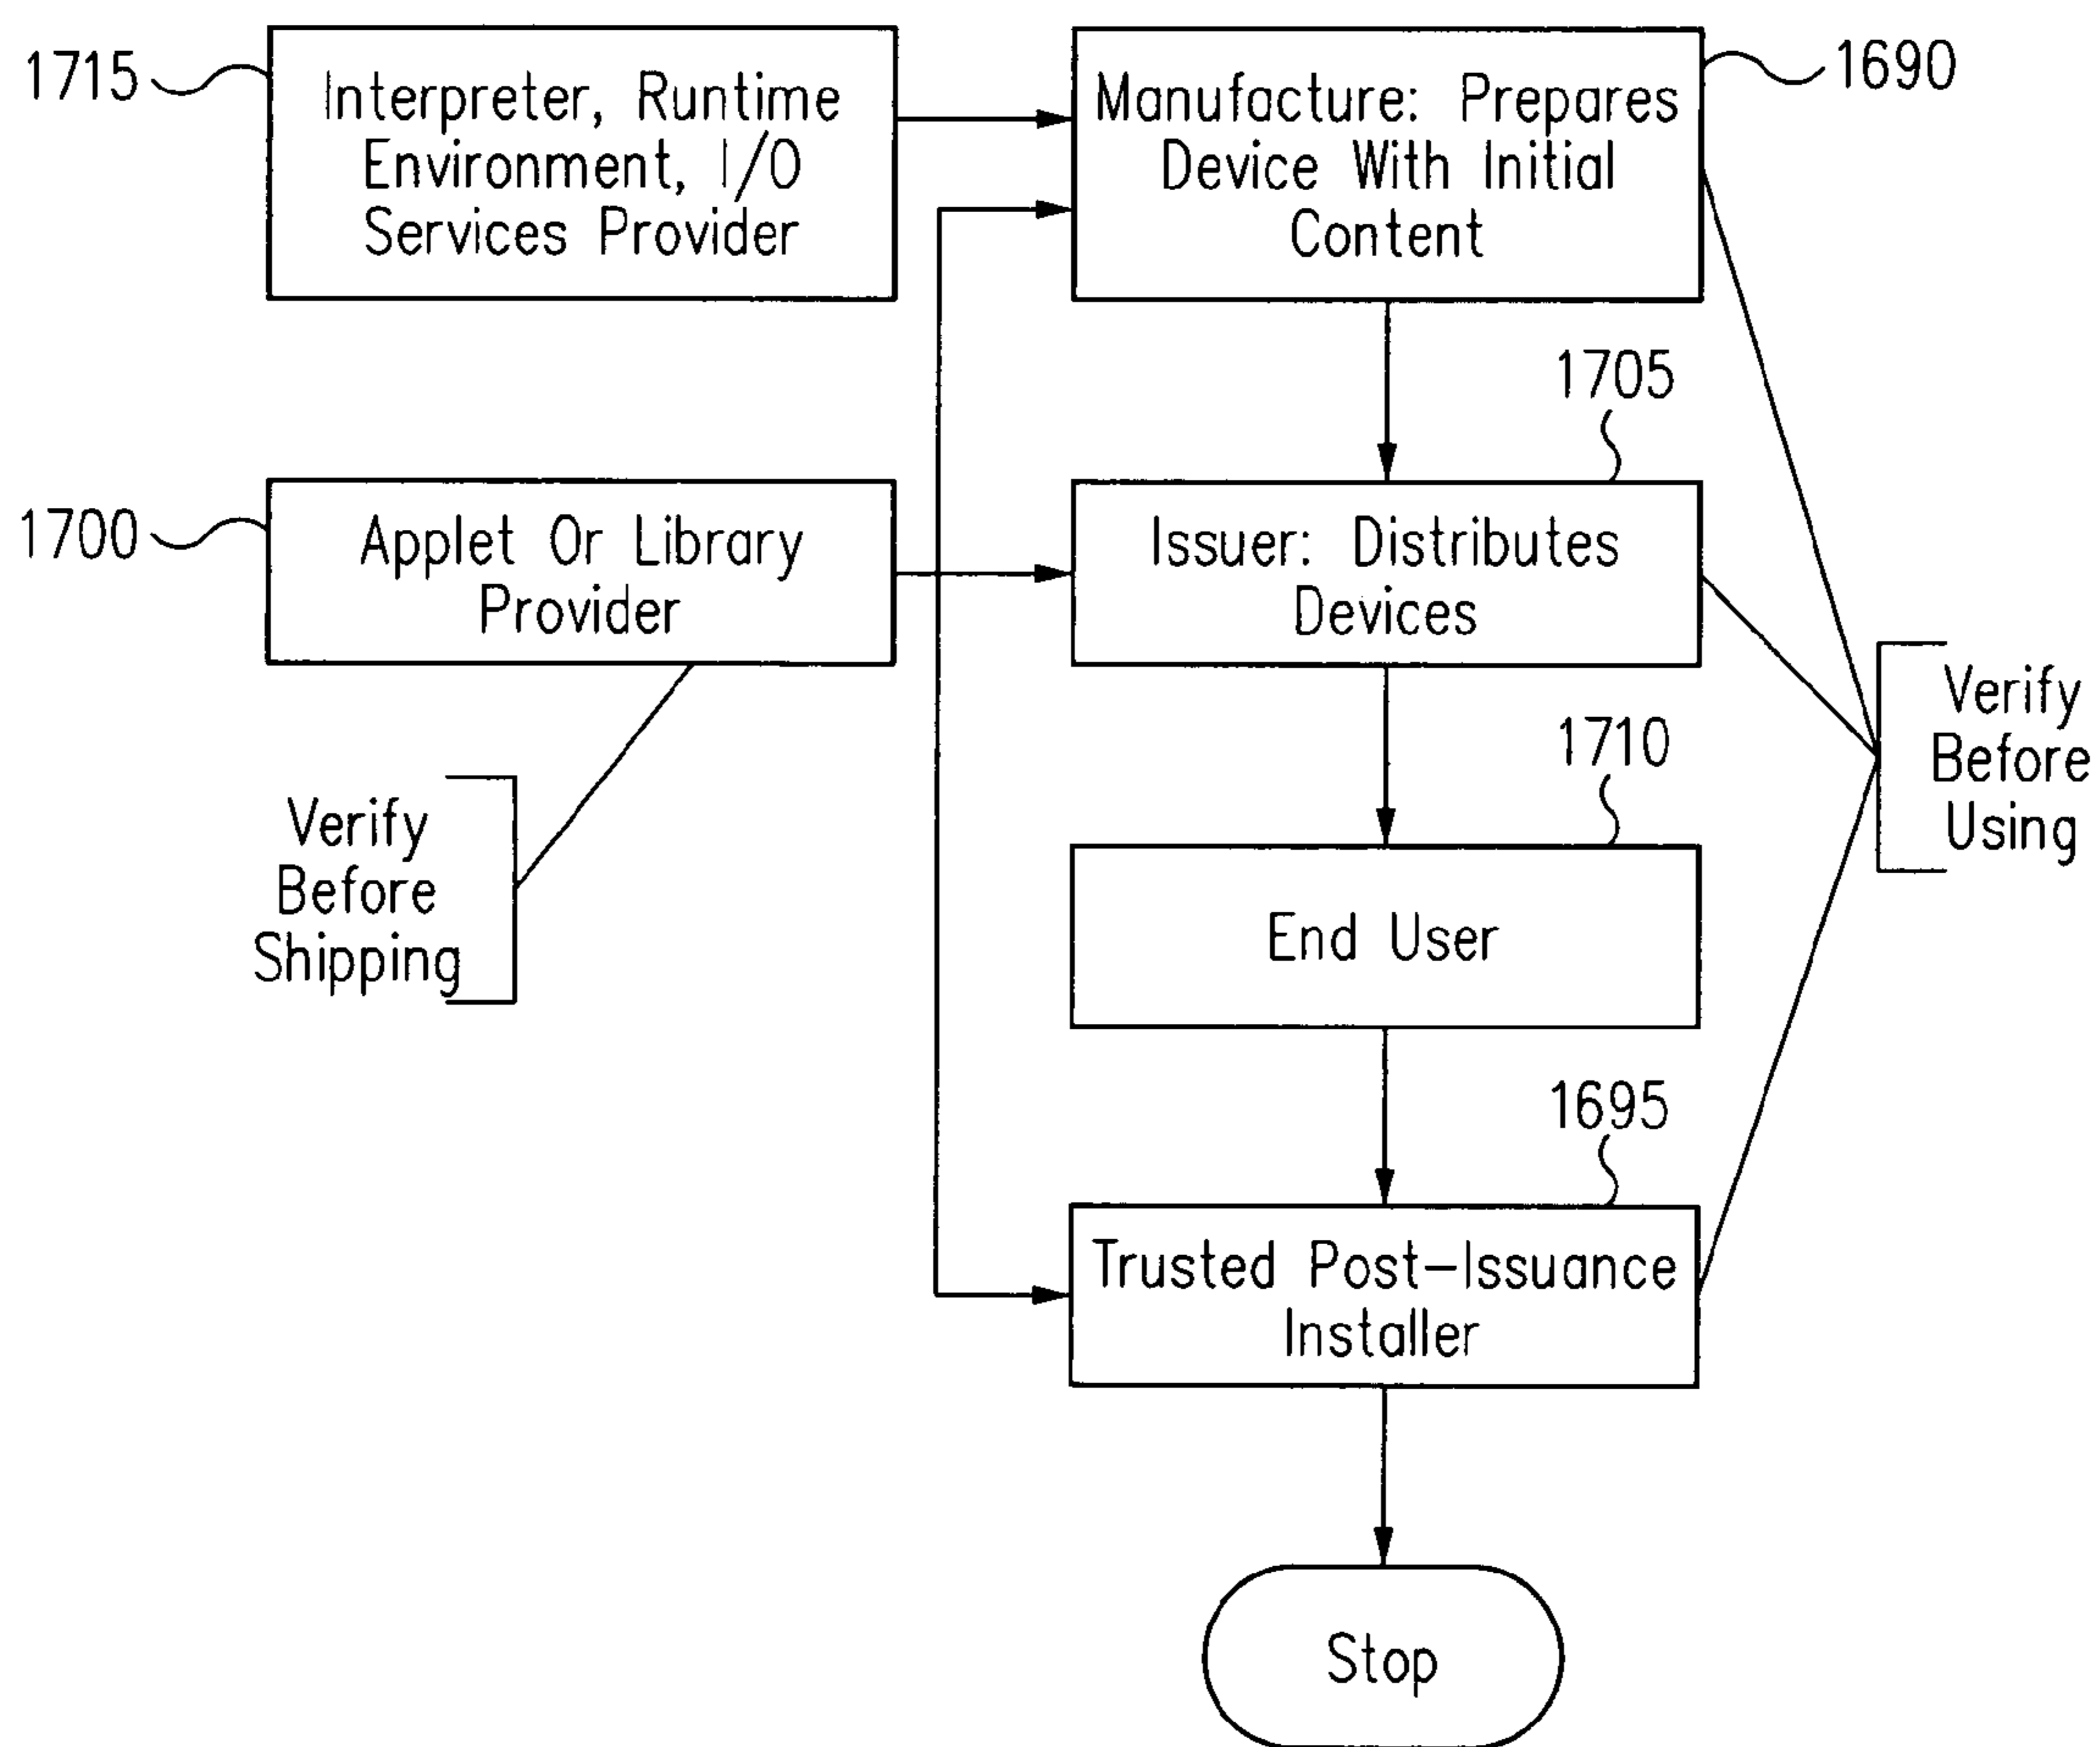 1715
Interpreter, Runtime
Environment, I/O
Services Provider
Manufacture: Prepares
Device With Initial
Content
1690
1705
1700
Applet Or Library
Provider
Issuer: Distributes
Devices
Verify
Before
Using
1710
Verify
Before
Shipping
End User
1695
Trusted Post-Issuance
Installer
Stop